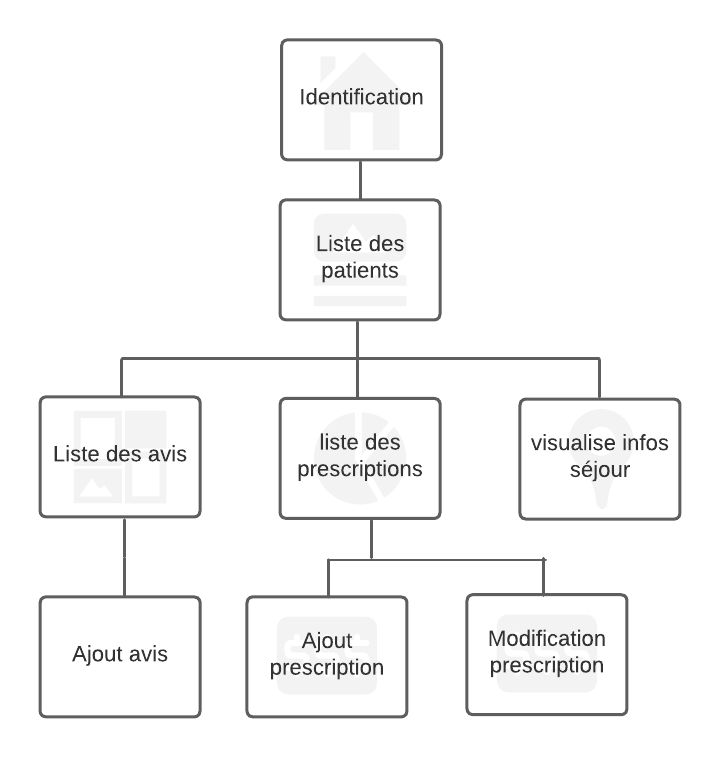 Identification
Liste des
patients
Liste des avis
liste des
prescriptions
visualise infos
séjour
Ajout avis
Ajout
prescription
Modification
prescription